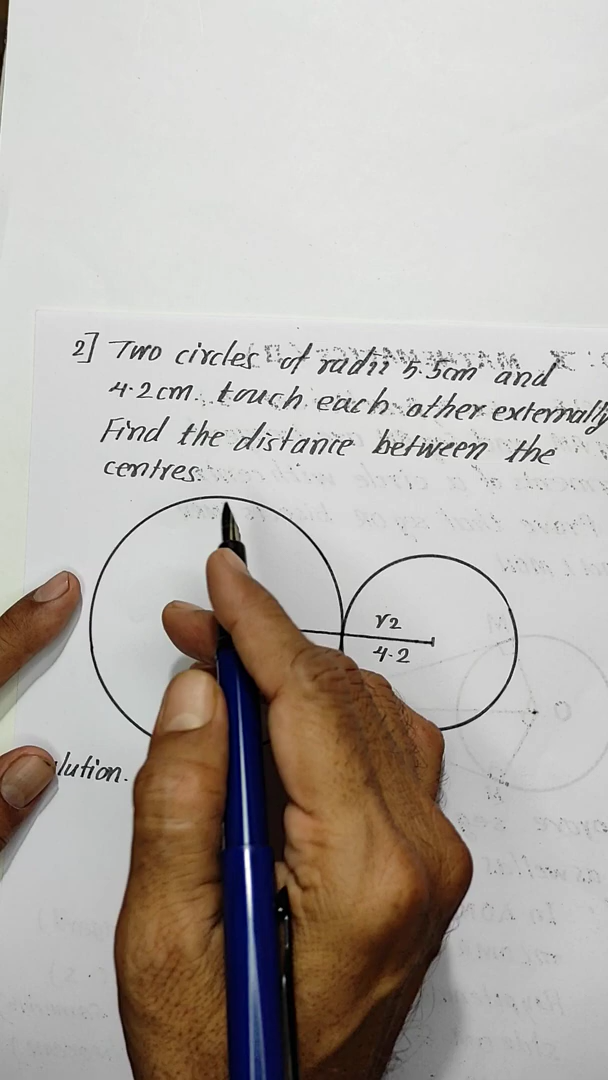 2] Two circles of radii 5.5cm and
4.2cm. touch each other externally
Find the distance between the
centres.
r2
4.2
lution.